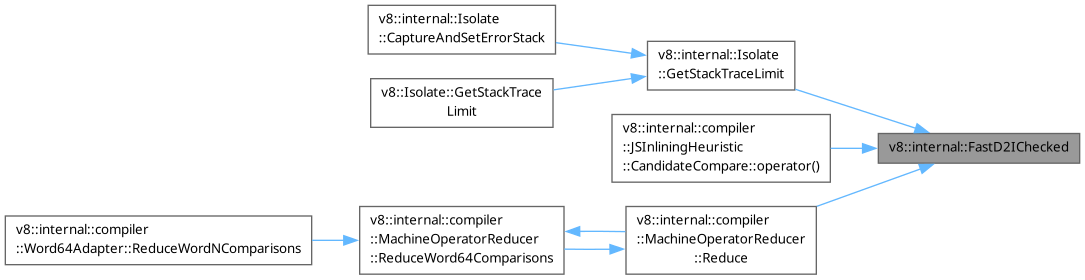 v8::internal::Isolate
::CaptureAndSetErrorStack
v8::internal::Isolate
::GetStackTraceLimit
v8::Isolate::GetStackTrace
Limit
v8::internal::compiler
::JSInliningHeuristic
::CandidateCompare::operator()
v8::internal::FastD2IChecked
v8::internal::compiler
::Word64Adapter::ReduceWordNComparisons
v8::internal::compiler
::MachineOperatorReducer
::ReduceWord64Comparisons
v8::internal::compiler
::MachineOperatorReducer
::Reduce